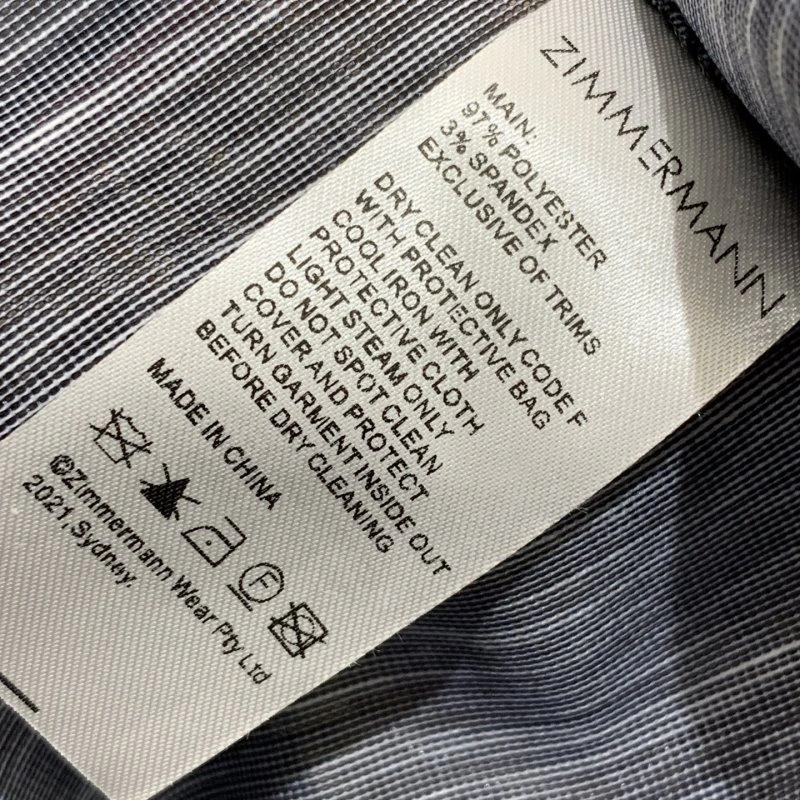 ZIMMERMANN
MAIN:
97% POLYESTER
3% SPANDEX
EXCLUSIVE OF TRIMS
DRY CLEAN ONLY CODE F
WITH PROTECTIVE BAG
COOL IRON WITH
PROTECTIVE CLOTH
LIGHT STEAM ONLY
DO NOT SPOT CLEAN
COVER AND PROTECT
TURN GARMENT INSIDE OUT
BEFORE DRY CLEANING
MADE IN CHINA
F
©Zimmermann Wear Pty Ltd
2021,Sydney.